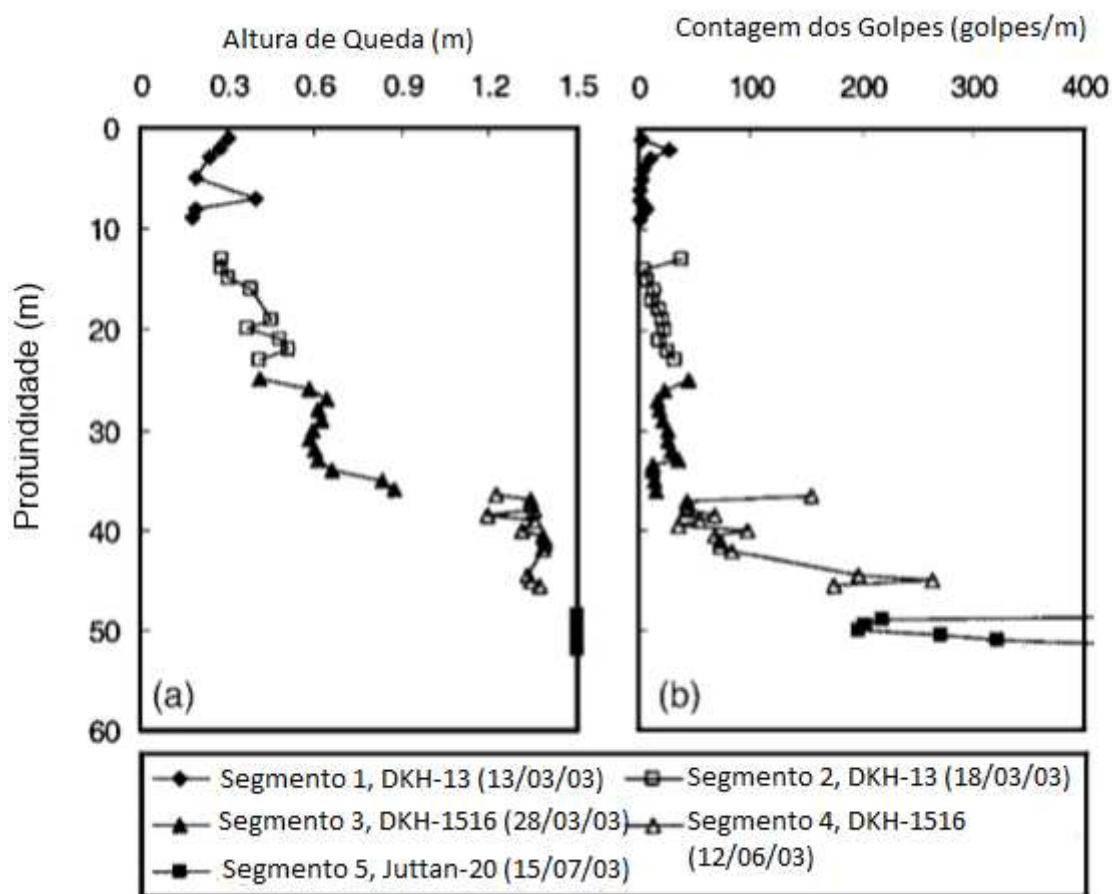 Altura de Queda (m)
Contagem dos Golpes (golpes/m)
0 0.3 0.6 0.9 1.2 1.5
0 100 200 300 400
0
10
20
30
40
50
60
Protundidade (m)
(a)
(b)
Segmento 1, DKH-13 (13/03/03)
Segmento 2, DKH-13 (18/03/03)
Segmento 3, DKH-1516 (28/03/03)
Segmento 4, DKH-1516
(12/06/03)
Segmento 5, Juttan-20 (15/07/03)